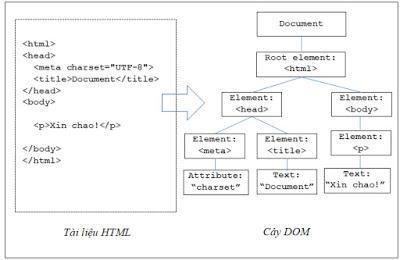 <html>
<head>
<meta charset="UTF-8">
<title>Document</title>
</head>
<body>
<p>Xin chao!</p>
</body>
</html>
Tài liệu HTML
Document
Root element:
<html>
Element:
<head>
Element:
<body>
Element:
<meta>
Element:
<title>
Element:
<p>
Attribute:
“charset”
Text:
“Document”
Text:
“Xin chao!”
Cây DOM